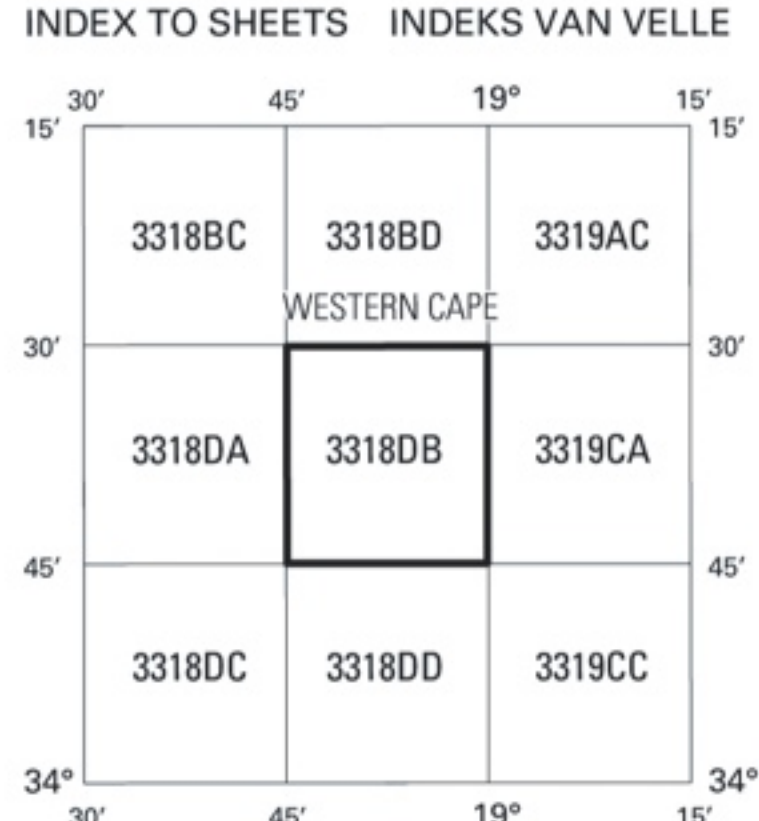 INDEX TO SHEETS INDEKS VAN VELLE
30′ 45′ 19° 15′
15′ 15′
3318BC 3318BD 3319AC
WESTERN CAPE
30′ 30′
3318DA 3318DB 3319CA
45′ 45′
3318DC 3318DD 3319CC
34° 34°
30′ 45′ 19° 15′